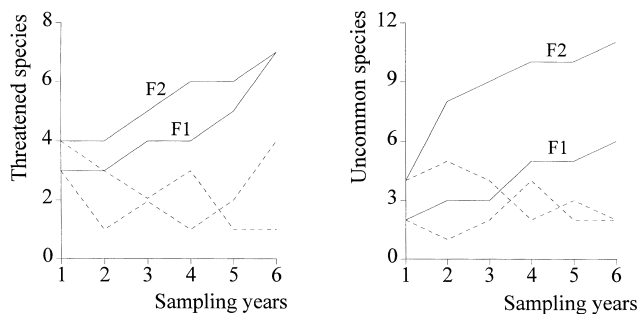 Threatened species
8
6
4
2
0
F2
F1
1 2 3 4 5 6
Sampling years
Uncommon species
12
9
6
3
0
F2
F1
1 2 3 4 5 6
Sampling years